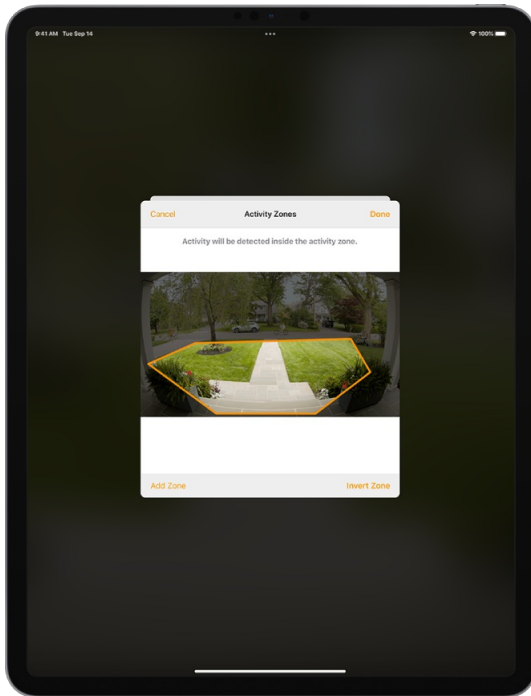 9:41 AM Tue Sep 14
100%
Cancel
Activity Zones
Done
Activity will be detected inside the activity zone.
Add Zone
Invert Zone